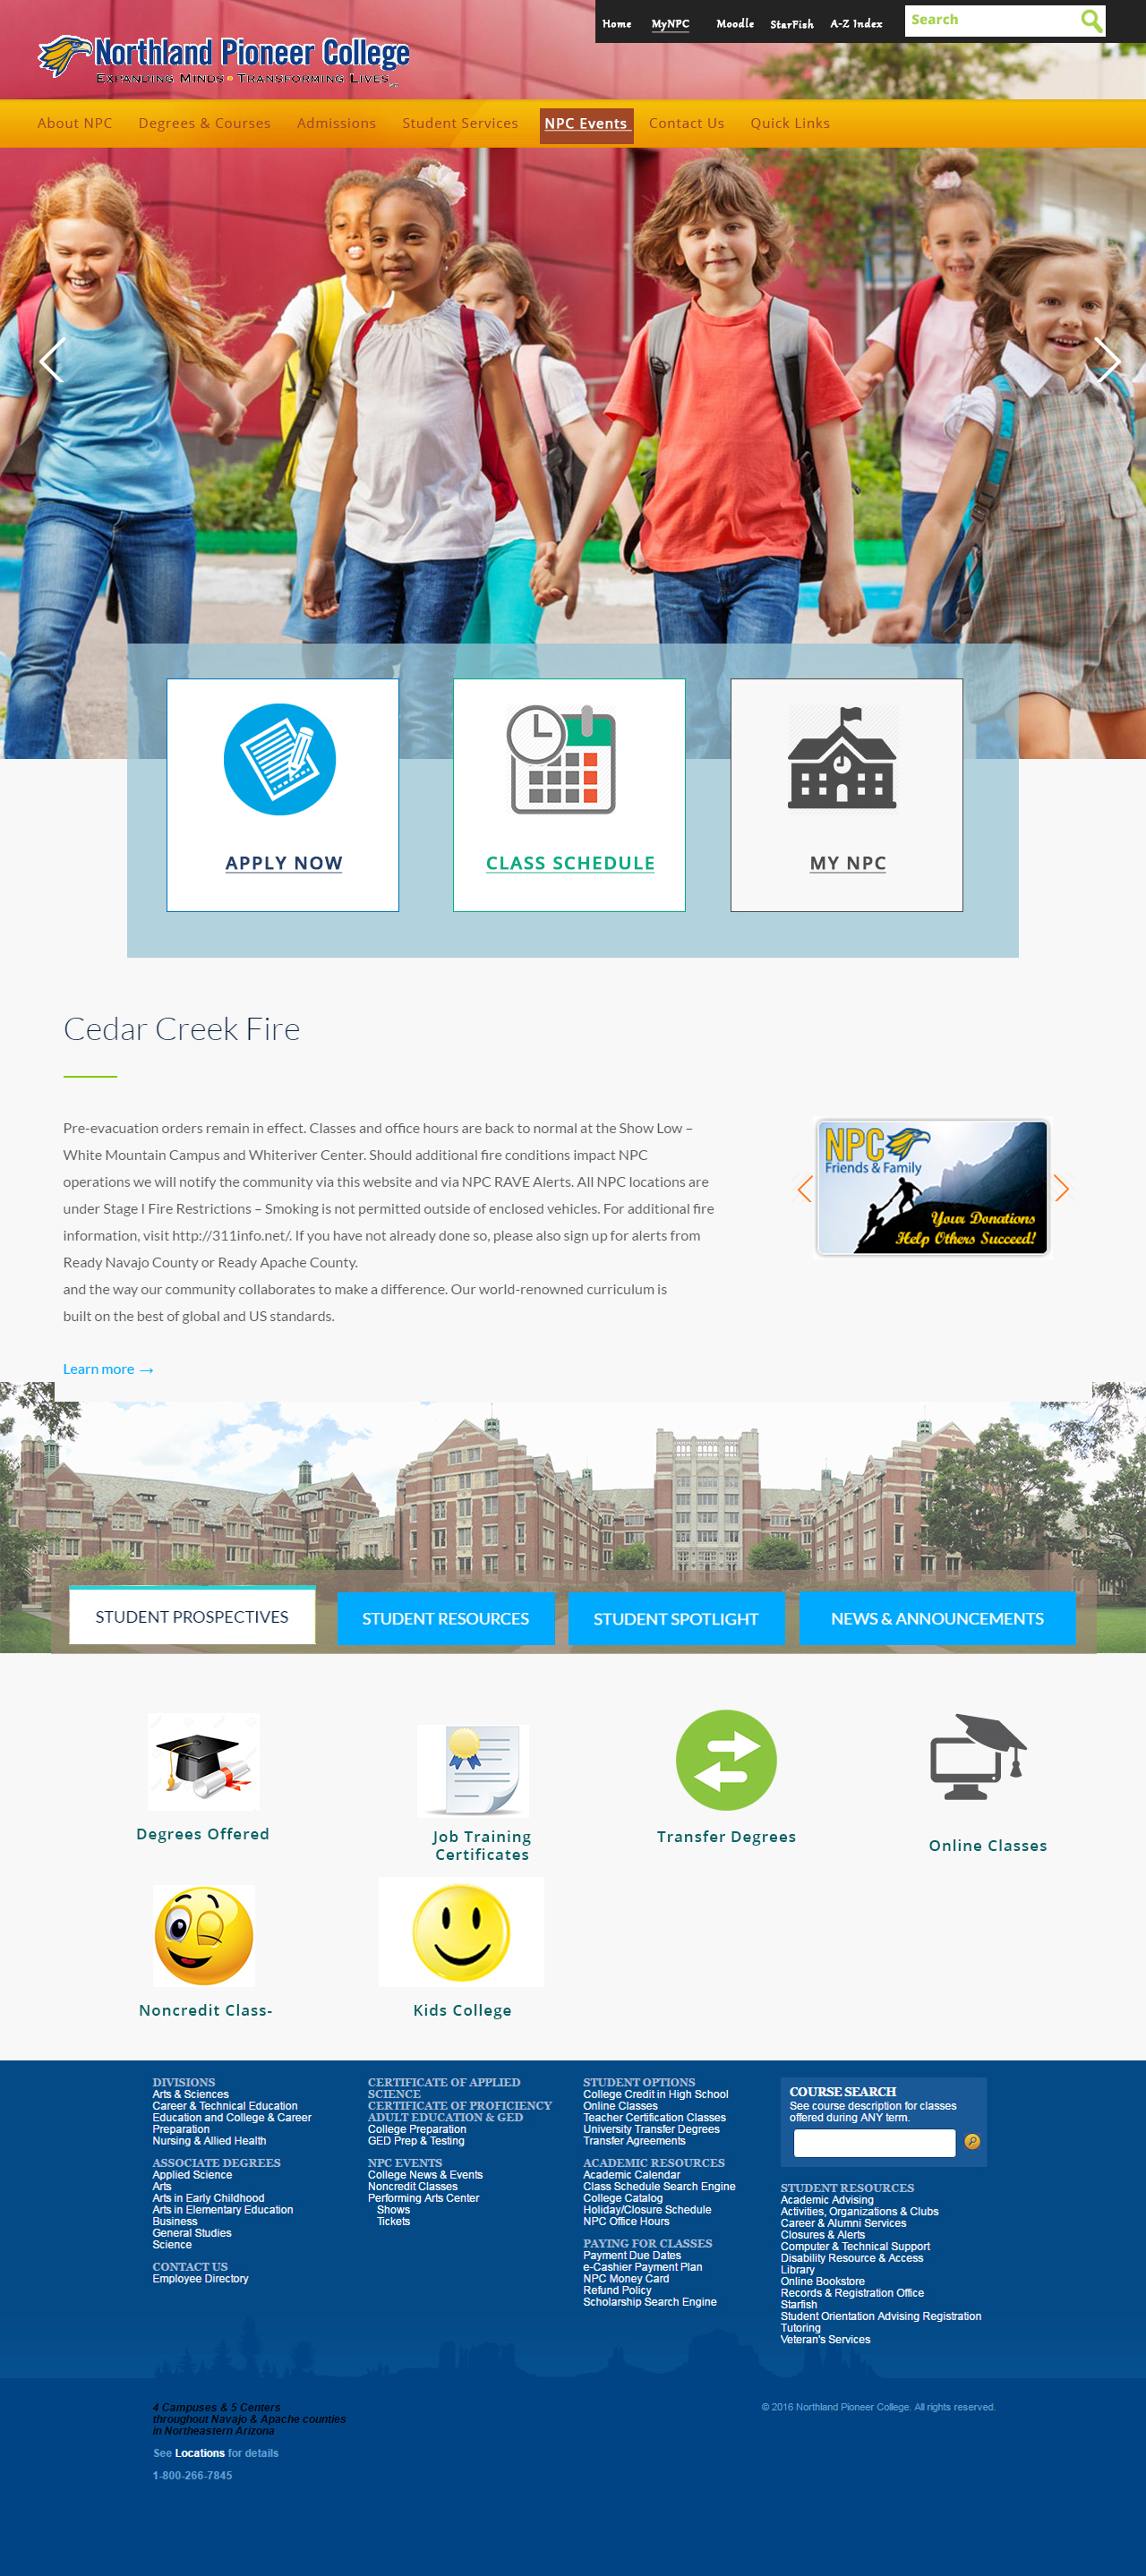 Home MyNPC Moodle StarFish A-Z Index Search
Northland Pioneer College
Expanding Minds • Transforming Lives
About NPC Degrees & Courses Admissions Student Services NPC Events Contact Us Quick Links
APPLY NOW
CLASS SCHEDULE
MY NPC
Cedar Creek Fire
Pre-evacuation orders remain in effect. Classes and office hours are back to normal at the Show Low –
White Mountain Campus and Whiteriver Center. Should additional fire conditions impact NPC
operations we will notify the community via this website and via NPC RAVE Alerts. All NPC locations are
under Stage I Fire Restrictions – Smoking is not permitted outside of enclosed vehicles. For additional fire
information, visit http://311info.net/. If you have not already done so, please also sign up for alerts from
Ready Navajo County or Ready Apache County.
and the way our community collaborates to make a difference. Our world-renowned curriculum is
built on the best of global and US standards.
Learn more →
NPC
Friends & Family
Your Donations
Help Others Succeed!
STUDENT PROSPECTIVES
STUDENT RESOURCES
STUDENT SPOTLIGHT
NEWS & ANNOUNCEMENTS
Degrees Offered
Job Training
Certificates
Transfer Degrees
Online Classes
Noncredit Class-
Kids College
DIVISIONS
Arts & Sciences
Career & Technical Education
Education and College & Career
Preparation
Nursing & Allied Health
ASSOCIATE DEGREES
Applied Science
Arts
Arts in Early Childhood
Arts in Elementary Education
Business
General Studies
Science
CONTACT US
Employee Directory
CERTIFICATE OF APPLIED
SCIENCE
CERTIFICATE OF PROFICIENCY
ADULT EDUCATION & GED
College Preparation
GED Prep & Testing
NPC EVENTS
College News & Events
Noncredit Classes
Performing Arts Center
Shows
Tickets
STUDENT OPTIONS
College Credit in High School
Online Classes
Teacher Certification Classes
University Transfer Degrees
Transfer Agreements
ACADEMIC RESOURCES
Academic Calendar
Class Schedule Search Engine
College Catalog
Holiday/Closure Schedule
NPC Office Hours
PAYING FOR CLASSES
Payment Due Dates
e-Cashier Payment Plan
NPC Money Card
Refund Policy
Scholarship Search Engine
COURSE SEARCH
See course description for classes
offered during ANY term.
STUDENT RESOURCES
Academic Advising
Activities, Organizations & Clubs
Career & Alumni Services
Closures & Alerts
Computer & Technical Support
Disability Resource & Access
Library
Online Bookstore
Records & Registration Office
Starfish
Student Orientation Advising Registration
Tutoring
Veteran's Services
4 Campuses & 5 Centers
throughout Navajo & Apache counties
in Northeastern Arizona
See Locations for details
1-800-266-7845
© 2016 Northland Pioneer College. All rights reserved.